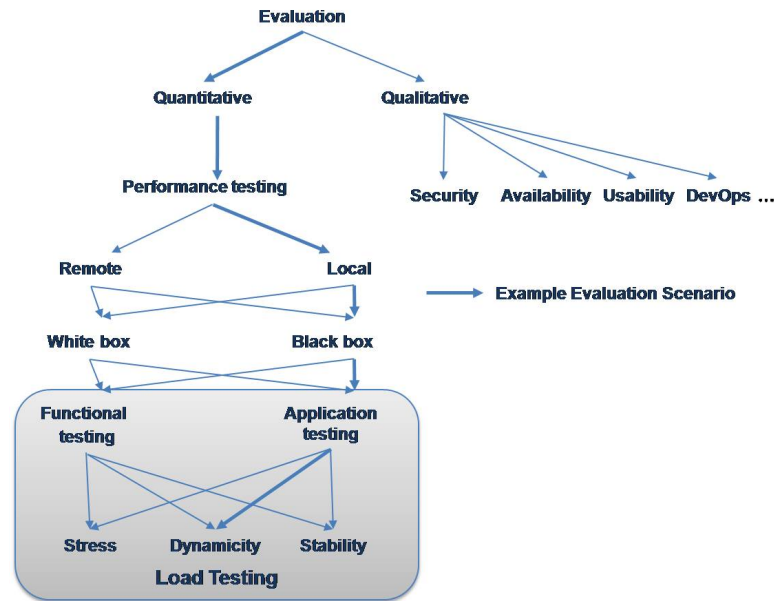 Evaluation
Quantitative
Qualitative
Performance testing
Security
Availability
Usability
DevOps ...
Remote
Local
Example Evaluation Scenario
White box
Black box
Functional
testing
Application
testing
Stress
Dynamicity
Stability
Load Testing